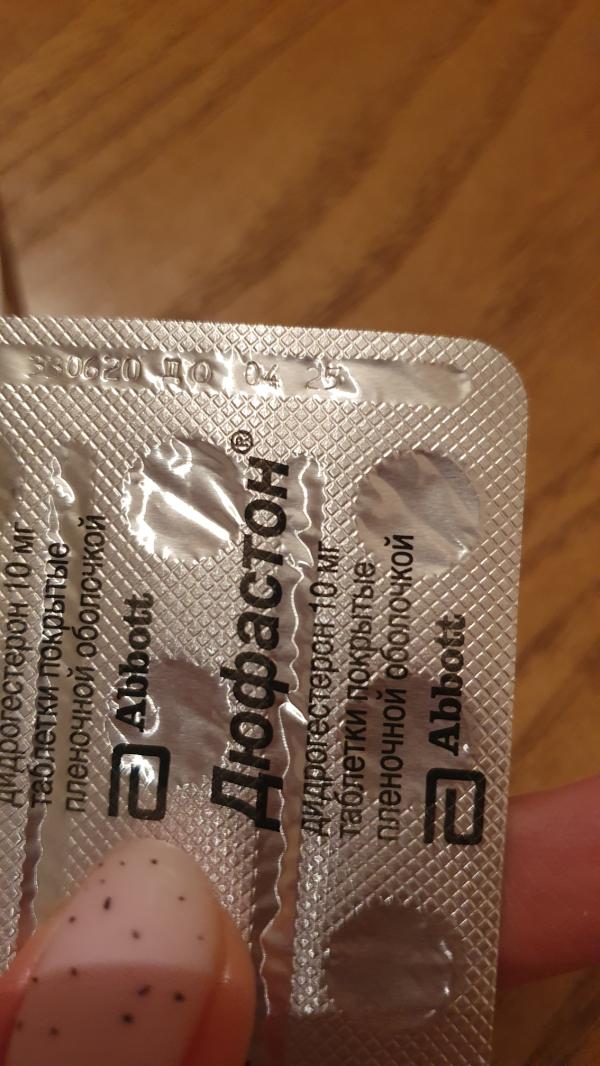 380620 ДО 04 25
Дюфастон®
дидрогестерон 10 мг
таблетки покрытые
пленочной оболочкой
Abbott
дидрогестерон 10 мг
таблетки покрытые
пленочной оболочкой
Abbott